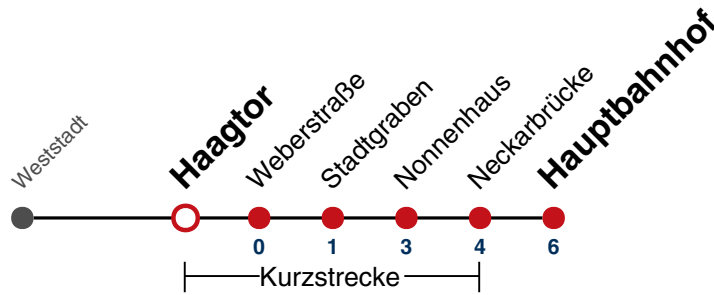 Weststadt
Haagtor
Weberstraße
Stadtgraben
Nonnenhaus
Neckarbrücke
Hauptbahnhof
0 1 3 4 6
Kurzstrecke